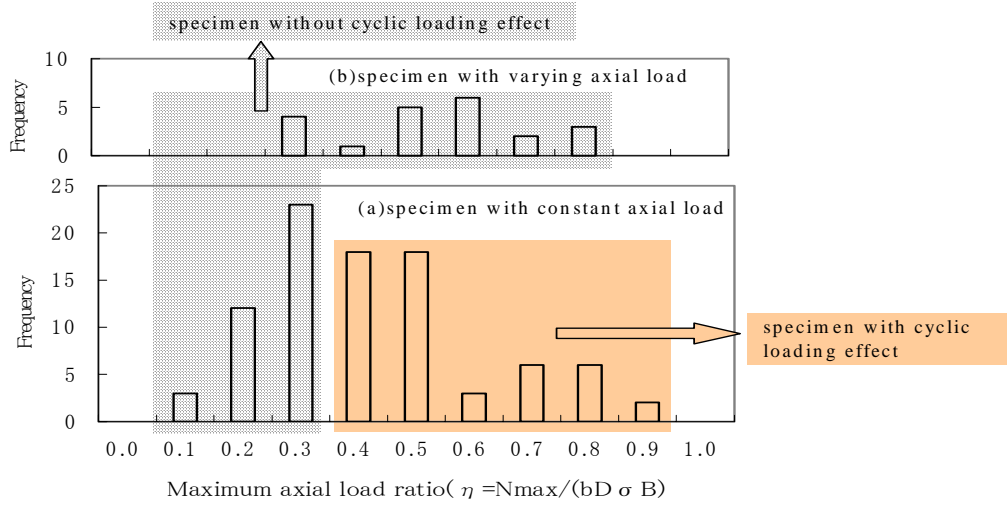 specimen without cyclic loading effect
10
5
0
Frequency
(b)specimen with varying axial load
25
20
15
10
5
0
Frequency
(a)specimen with constant axial load
specimen with cyclic
loading effect
0.0 0.1 0.2 0.3 0.4 0.5 0.6 0.7 0.8 0.9 1.0
Maximum axial load ratio( η =Nmax/(bD σ B)